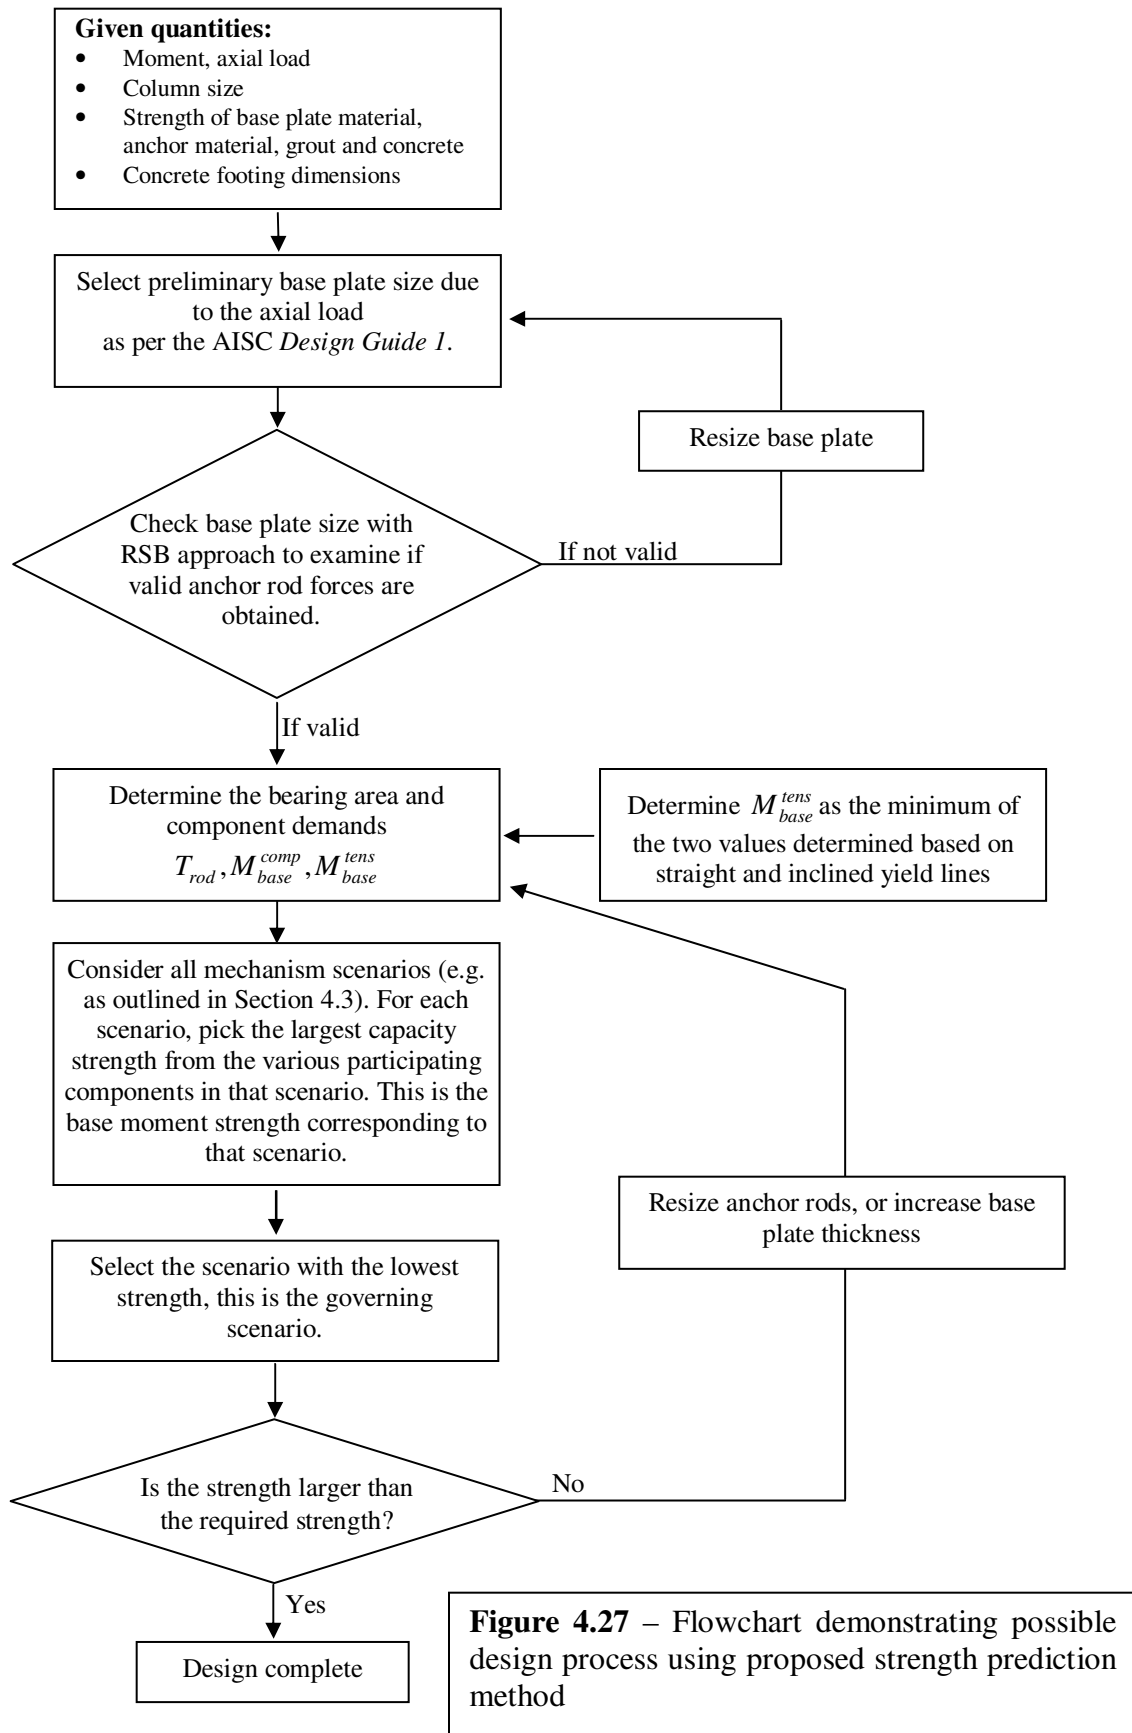 Given quantities:
• Moment, axial load
• Column size
• Strength of base plate material,
anchor material, grout and concrete
• Concrete footing dimensions
Select preliminary base plate size due
to the axial load
as per the AISC Design Guide 1.
Resize base plate
Check base plate size with
RSB approach to examine if
valid anchor rod forces are
obtained.
If not valid
If valid
Determine the bearing area and
component demands
T_{rod}, M_{base}^{comp}, M_{base}^{tens}
Determine M_{base}^{tens} as the minimum of
the two values determined based on
straight and inclined yield lines
Consider all mechanism scenarios (e.g.
as outlined in Section 4.3). For each
scenario, pick the largest capacity
strength from the various participating
components in that scenario. This is the
base moment strength corresponding to
that scenario.
Resize anchor rods, or increase base
plate thickness
Select the scenario with the lowest
strength, this is the governing
scenario.
Is the strength larger than
the required strength?
No
Yes
Design complete
Figure 4.27 – Flowchart demonstrating possible
design process using proposed strength prediction
method